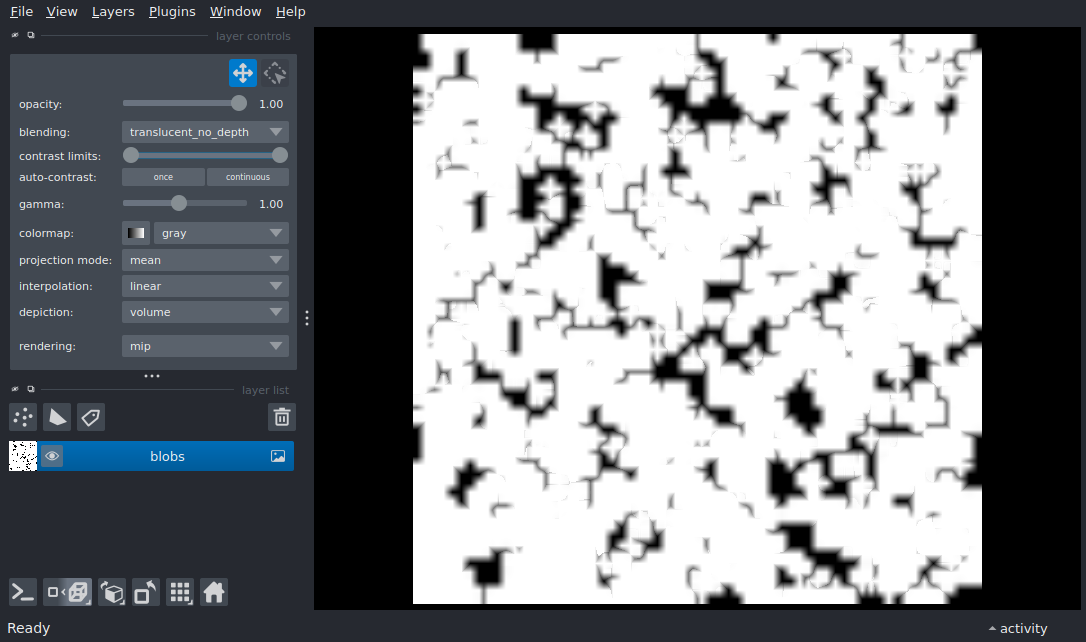 File View Layers Plugins Window Help
layer controls
opacity: 1.00
blending: translucent_no_depth
contrast limits:
auto-contrast: once continuous
gamma: 1.00
colormap: gray
projection mode: mean
interpolation: linear
depiction: volume
rendering: mip
layer list
blobs
Ready
activity